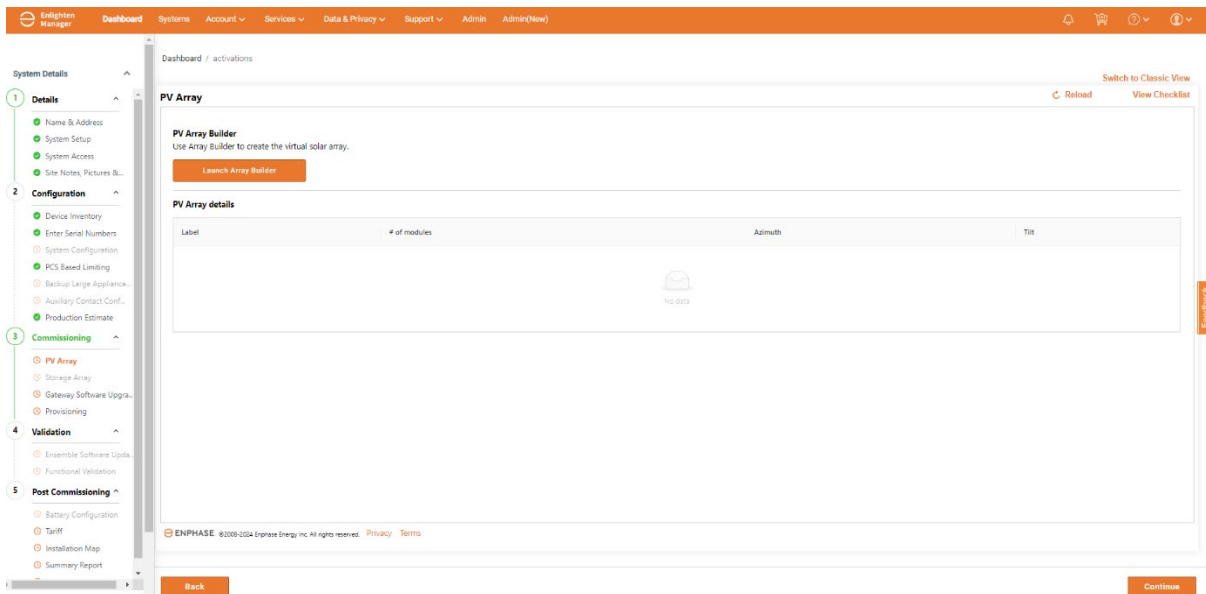 Enlighten
Manager
Dashboard Systems Account Services Data & Privacy Support Admin Admin(New)
Dashboard / activations
Switch to Classic View
System Details
1 Details
Name & Address
System Setup
System Access
Site Notes, Pictures &...
2 Configuration
Device Inventory
Enter Serial Numbers
System Configuration
PCS Based Limiting
Backup Large Appliance...
Auxiliary Contact Conf...
Production Estimate
3 Commissioning
PV Array
Storage Array
Gateway Software Upgra...
Provisioning
4 Validation
Ensemble Software Upda...
Functional Validation
5 Post Commissioning
Battery Configuration
Tariff
Installation Map
Summary Report
PV Array
Reload View Checklist
PV Array Builder
Use Array Builder to create the virtual solar array.
Launch Array Builder
PV Array details
Label # of modules Azimuth Tilt
No data
Feedback
ENPHASE ©2008-2024 Enphase Energy Inc. All rights reserved. Privacy Terms
Back Continue